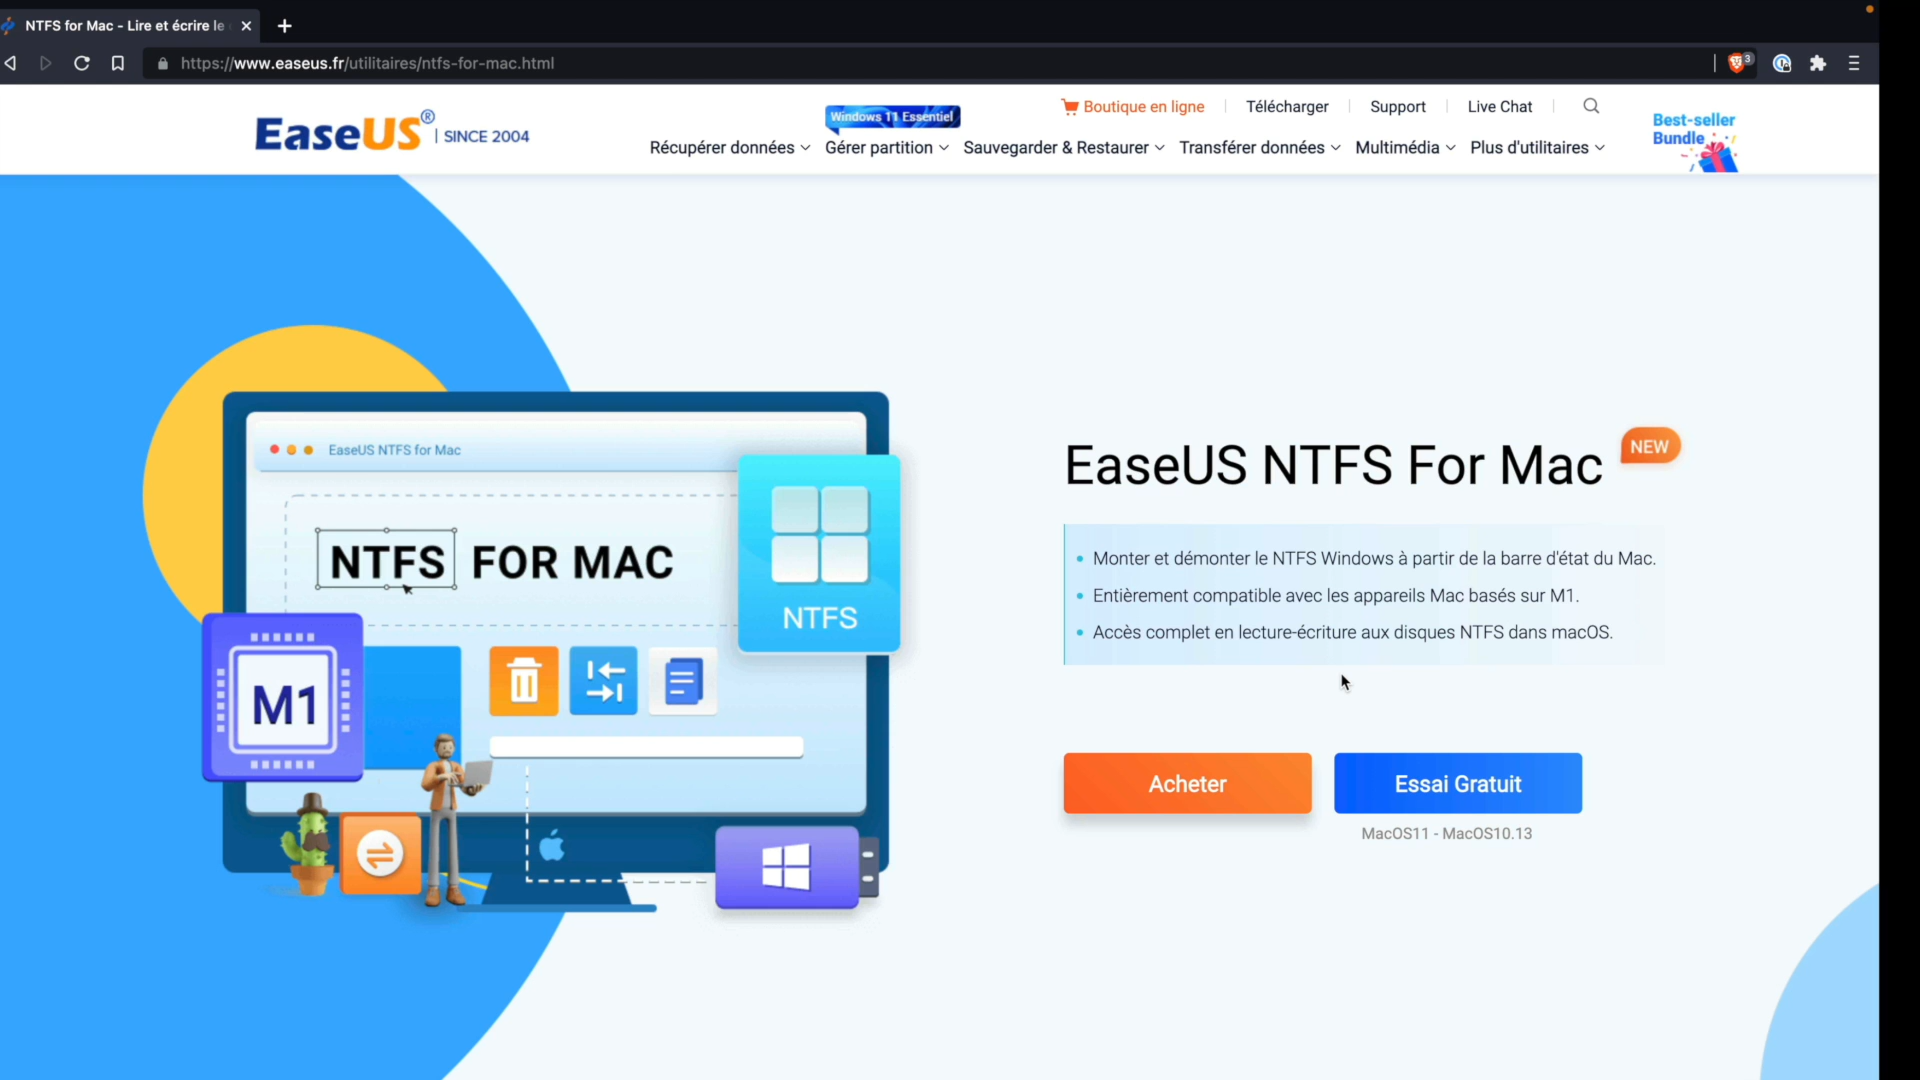 NTFS for Mac - Lire et écrire le
https://www.easeus.fr/utilitaires/ntfs-for-mac.html
3
EaseUS® | SINCE 2004
Boutique en ligne
Télécharger
Support
Live Chat
Windows 11 Essentiel
Récupérer données
Gérer partition
Sauvegarder & Restaurer
Transférer données
Multimédia
Plus d'utilitaires
Best-seller
Bundle
EaseUS NTFS for Mac
NTFS FOR MAC
NTFS
M1
EaseUS NTFS For Mac
NEW
• Monter et démonter le NTFS Windows à partir de la barre d'état du Mac.
• Entièrement compatible avec les appareils Mac basés sur M1.
• Accès complet en lecture-écriture aux disques NTFS dans macOS.
Acheter
Essai Gratuit
MacOS11 - MacOS10.13